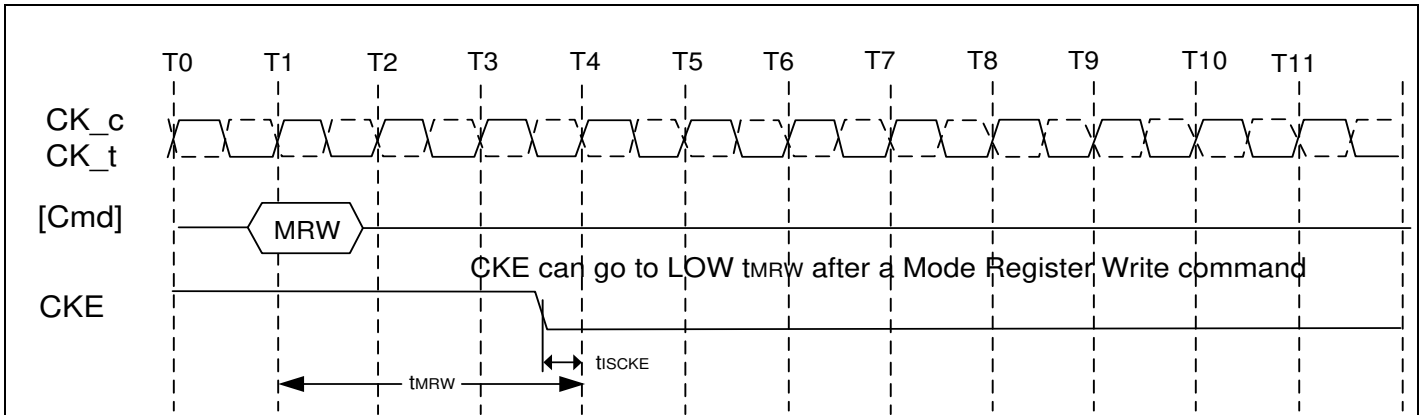 T0 T1 T2 T3 T4 T5 T6 T7 T8 T9 T10 T11
CK_c
CK_t
[Cmd]
MRW
CKE can go to LOW tMRW after a Mode Register Write command
CKE
tISCKE
tMRW